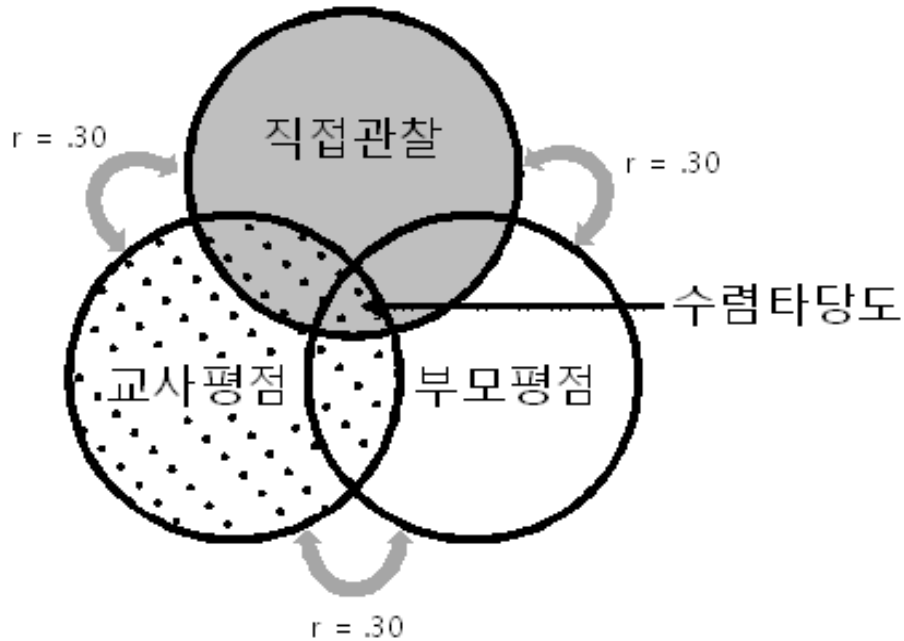 직접관찰
r = .30
r = .30
수렴타당도
교사평점
부모평점
r = .30